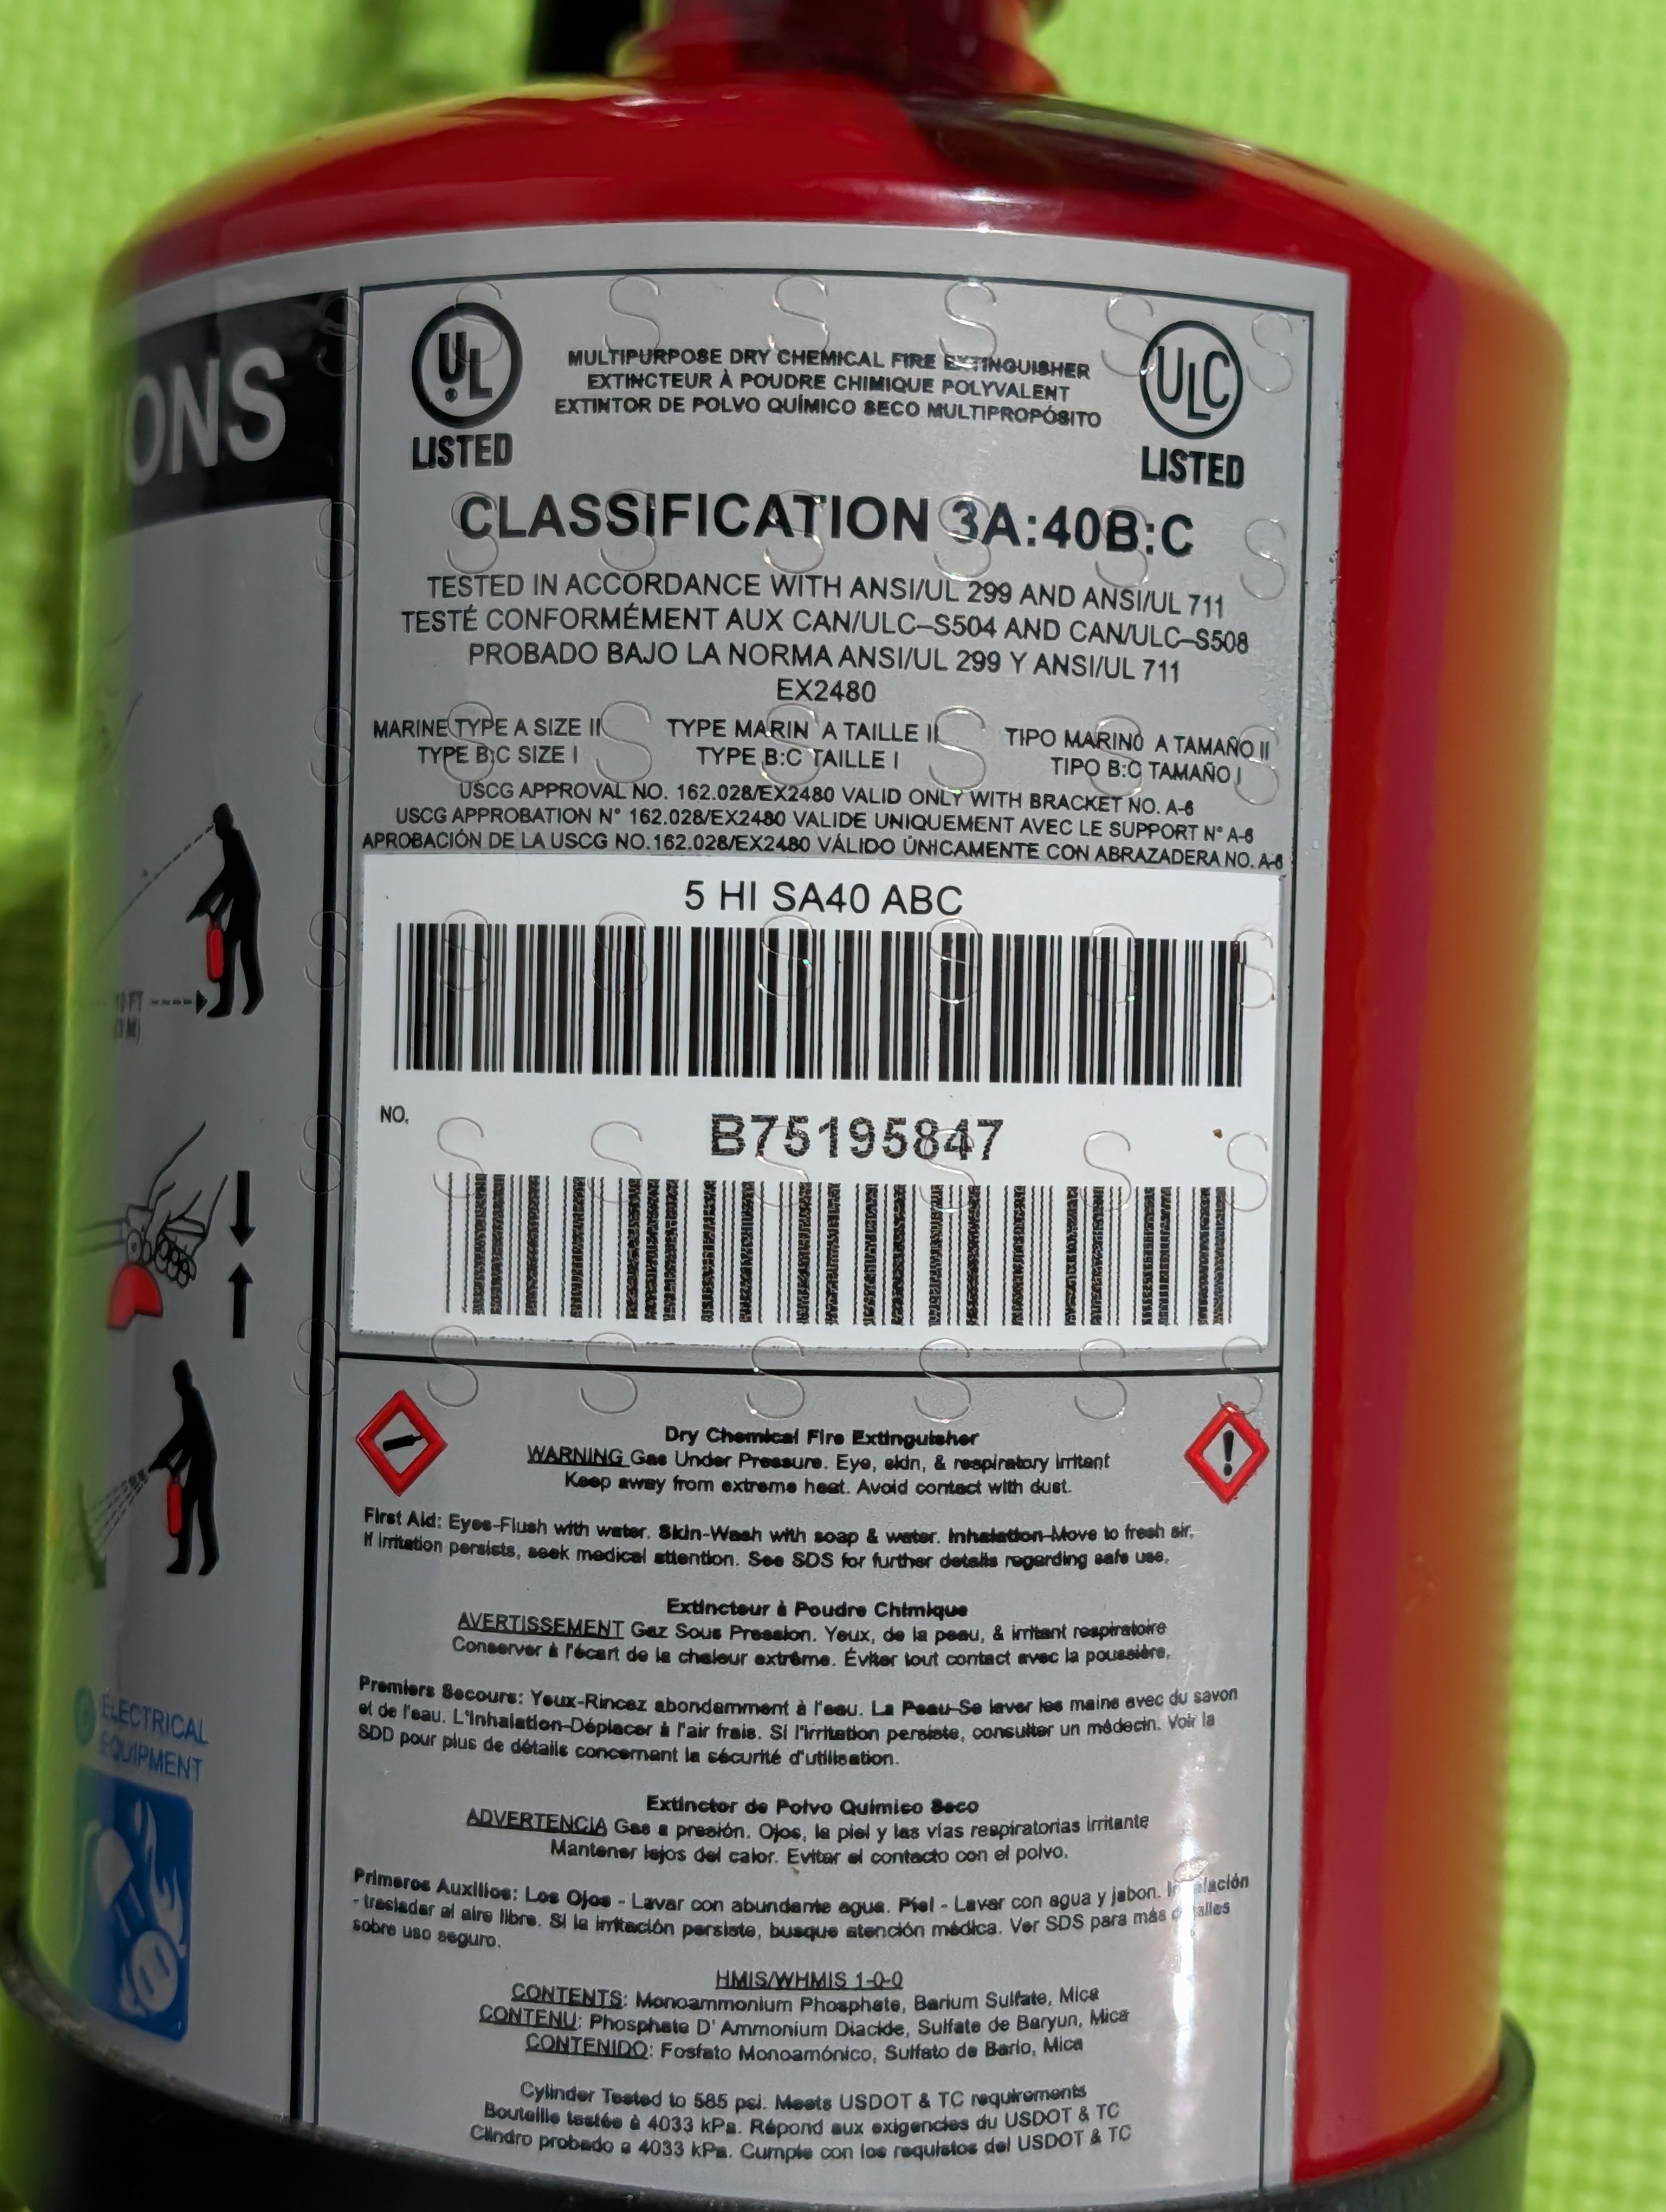 IONS
10 FT
(3 M)
ELECTRICAL
EQUIPMENT
UL
LISTED
MULTIPURPOSE DRY CHEMICAL FIRE EXTINGUISHER
EXTINCTEUR À POUDRE CHIMIQUE POLYVALENT
EXTINTOR DE POLVO QUÍMICO SECO MULTIPROPÓSITO
ULC
LISTED
CLASSIFICATION 3A:40B:C
TESTED IN ACCORDANCE WITH ANSI/UL 299 AND ANSI/UL 711
TESTÉ CONFORMÉMENT AUX CAN/ULC–S504 AND CAN/ULC–S508
PROBADO BAJO LA NORMA ANSI/UL 299 Y ANSI/UL 711
EX2480
MARINE TYPE A SIZE II
TYPE B:C SIZE I
TYPE MARIN A TAILLE II
TYPE B:C TAILLE I
TIPO MARINO A TAMAÑO II
TIPO B:C TAMAÑO I
USCG APPROVAL NO. 162.028/EX2480 VALID ONLY WITH BRACKET NO. A-6
USCG APPROBATION N° 162.028/EX2480 VALIDE UNIQUEMENT AVEC LE SUPPORT N° A-6
APROBACIÓN DE LA USCG NO.162.028/EX2480 VÁLIDO ÚNICAMENTE CON ABRAZADERA NO. A-6
5 HI SA40 ABC
NO. B75195847
Dry Chemical Fire Extinguisher
WARNING Gas Under Pressure. Eye, skin, & respiratory irritant
Keep away from extreme heat. Avoid contact with dust.
First Aid: Eyes-Flush with water. Skin-Wash with soap & water. Inhalation-Move to fresh air.
If irritation persists, seek medical attention. See SDS for further details regarding safe use.
Extincteur à Poudre Chimique
AVERTISSEMENT Gaz Sous Pression. Yeux, de la peau, & irritant respiratoire
Conserver à l'écart de la chaleur extrême. Éviter tout contact avec la poussière.
Premiers Secours: Yeux-Rincez abondamment à l'eau. La Peau-Se laver les mains avec du savon
et de l'eau. L'Inhalation-Déplacer à l'air frais. Si l'irritation persiste, consulter un médecin. Voir la
SDD pour plus de détails concernant la sécurité d'utilisation.
Extinctor de Polvo Quimico Seco
ADVERTENCIA Gas a presión. Ojos, la piel y las vías respiratorias irritante
Mantener lejos del calor. Evitar el contacto con el polvo.
Primeros Auxilios: Los Ojos - Lavar con abundante agua. Piel - Lavar con agua y jabon. Inhalación
- trasladar al aire libre. Si la irritación persiste, busque atención médica. Ver SDS para más detalles
sobre uso seguro.
HMIS/WHMIS 1-0-0
CONTENTS: Monoammonium Phosphate, Barium Sulfate, Mica
CONTENU: Phosphate D' Ammonium Diacide, Sulfate de Baryun, Mica
CONTENIDO: Fosfato Monoamónico, Sulfato de Bario, Mica
Cylinder Tested to 585 psi. Meets USDOT & TC requirements
Bouteille testée à 4033 kPa. Répond aux exigencies du USDOT & TC
Cilndro probado a 4033 kPa. Cumple con los requistos del USDOT & TC